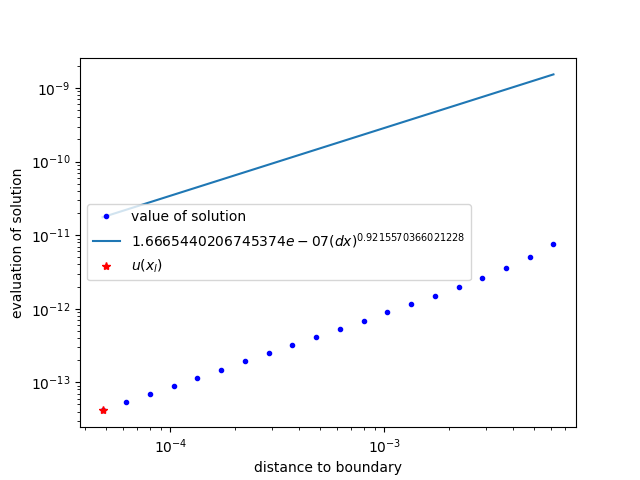 10⁻⁹
10⁻¹⁰
10⁻¹¹
10⁻¹²
10⁻¹³
evaluation of solution
value of solution
1.6665440206745374e − 07(dx)^0.9215570366021228
u(x_l)
10⁻⁴ 10⁻³
distance to boundary